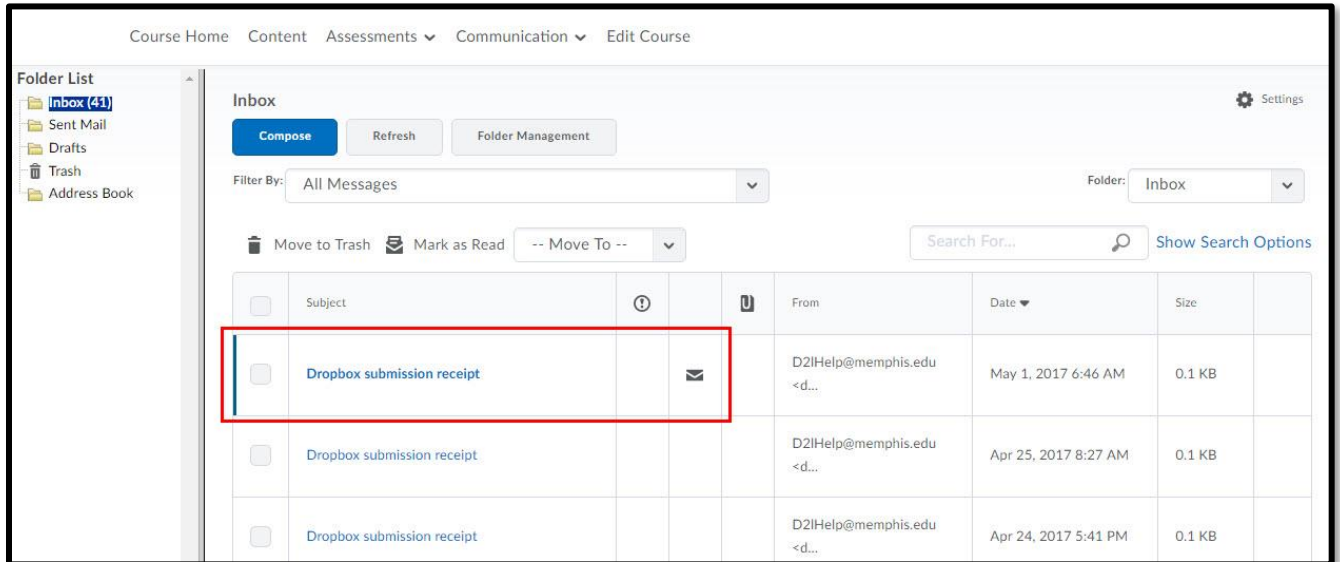 Course Home Content Assessments Communication Edit Course
Folder List
Inbox (41)
Sent Mail
Drafts
Trash
Address Book
Inbox
Settings
Compose Refresh Folder Management
Filter By: All Messages
Folder: Inbox
Move to Trash Mark as Read -- Move To --
Search For... Show Search Options
Subject From Date Size
Dropbox submission receipt D2lHelp@memphis.edu <d... May 1, 2017 6:46 AM 0.1 KB
Dropbox submission receipt D2lHelp@memphis.edu <d... Apr 25, 2017 8:27 AM 0.1 KB
Dropbox submission receipt D2lHelp@memphis.edu <d... Apr 24, 2017 5:41 PM 0.1 KB